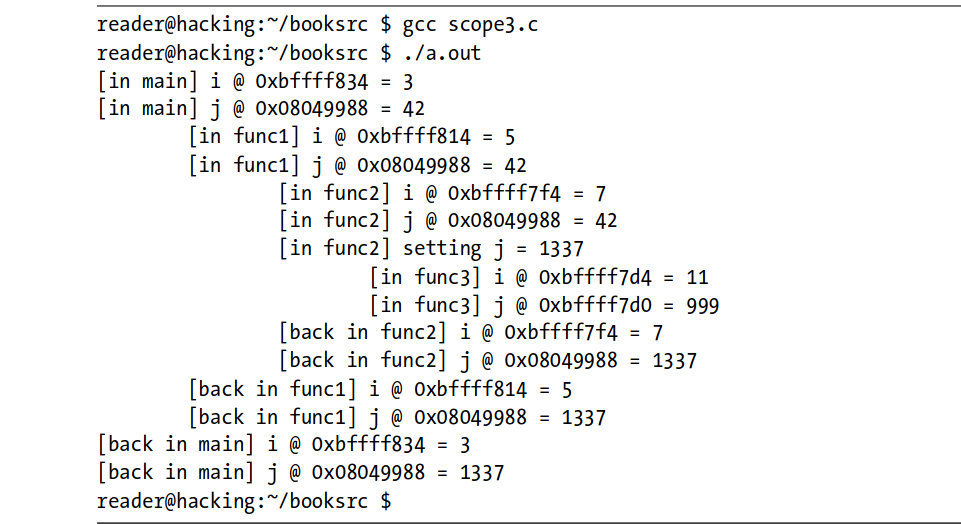 reader@hacking:~/booksrc $ gcc scope3.c
reader@hacking:~/booksrc $ ./a.out
[in main] i @ 0xbffff834 = 3
[in main] j @ 0x08049988 = 42
        [in func1] i @ 0xbffff814 = 5
        [in func1] j @ 0x08049988 = 42
                [in func2] i @ 0xbffff7f4 = 7
                [in func2] j @ 0x08049988 = 42
                [in func2] setting j = 1337
                        [in func3] i @ 0xbffff7d4 = 11
                        [in func3] j @ 0xbffff7d0 = 999
                [back in func2] i @ 0xbffff7f4 = 7
                [back in func2] j @ 0x08049988 = 1337
        [back in func1] i @ 0xbffff814 = 5
        [back in func1] j @ 0x08049988 = 1337
[back in main] i @ 0xbffff834 = 3
[back in main] j @ 0x08049988 = 1337
reader@hacking:~/booksrc $